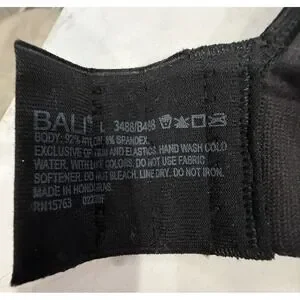 BALI L 3488/B488
BODY: 92% NYLON, 8% SPANDEX.
EXCLUSIVE OF TRIM AND ELASTICS. HAND WASH COLD
WATER, WITH LIKE COLORS. DO NOT USE FABRIC
SOFTENER. DO NOT BLEACH. LINE DRY. DO NOT IRON.
MADE IN HONDURAS
RN15763